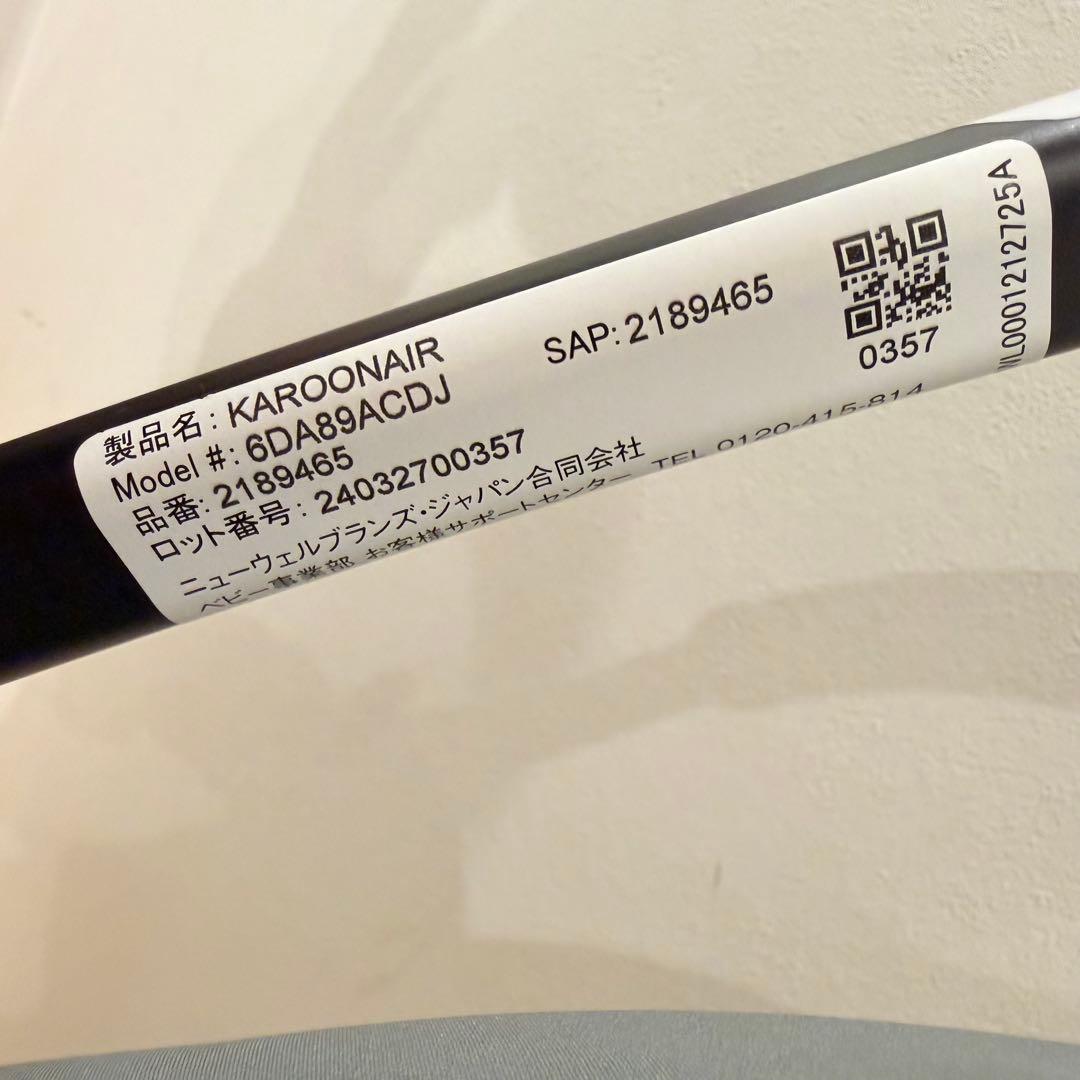 製品名: KAROONAIR
Model #: 6DA89ACDJ
品番: 2189465
ロット番号: 24032700357
ニューウェルブランズ・ジャパン合同会社
ベビー事業部 お客様サポートセンター TEL 0120-415-814
SAP: 2189465
0357
WL0001212725A